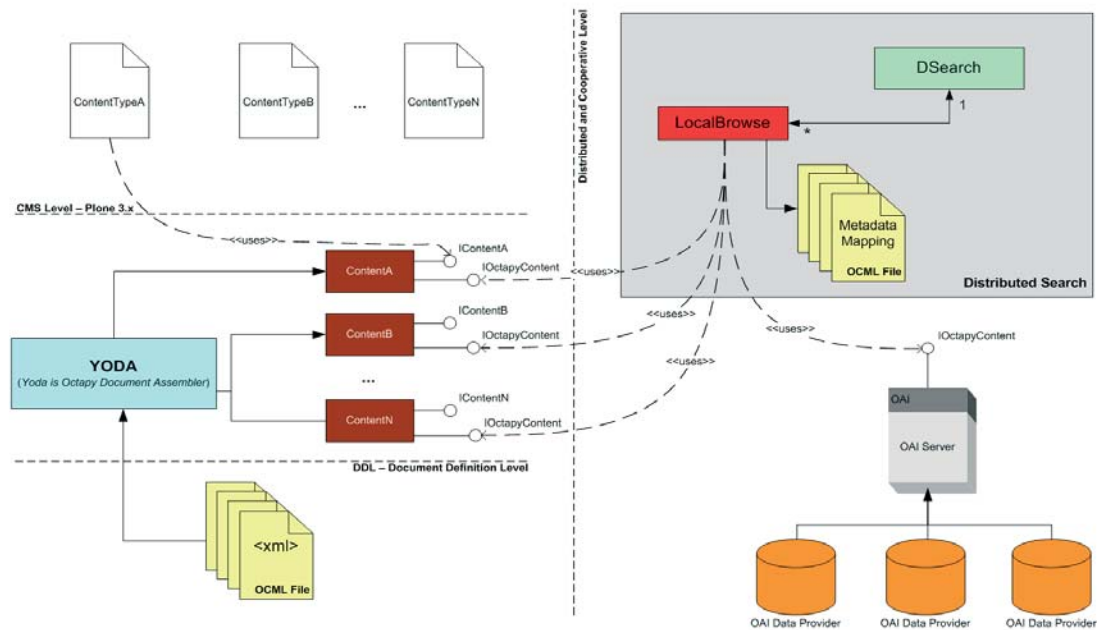 ContentTypeA
ContentTypeB
...
ContentTypeN
CMS Level – Plone 3.x
<<uses>>
IContentA
ContentA
IOctapyContent
IContentB
ContentB
IOctapyContent
YODA
(Yoda is Octapy Document Assembler)
...
IContentN
ContentN
IOctapyContent
DDL – Document Definition Level
<xml>
OCML File
Distributed and Cooperative Level
DSearch
1
LocalBrowse
*
Metadata
Mapping
OCML File
Distributed Search
<<uses>>
<<uses>>
<<uses>>
<<uses>>
IOctapyContent
OAI
OAI Server
OAI Data Provider
OAI Data Provider
OAI Data Provider